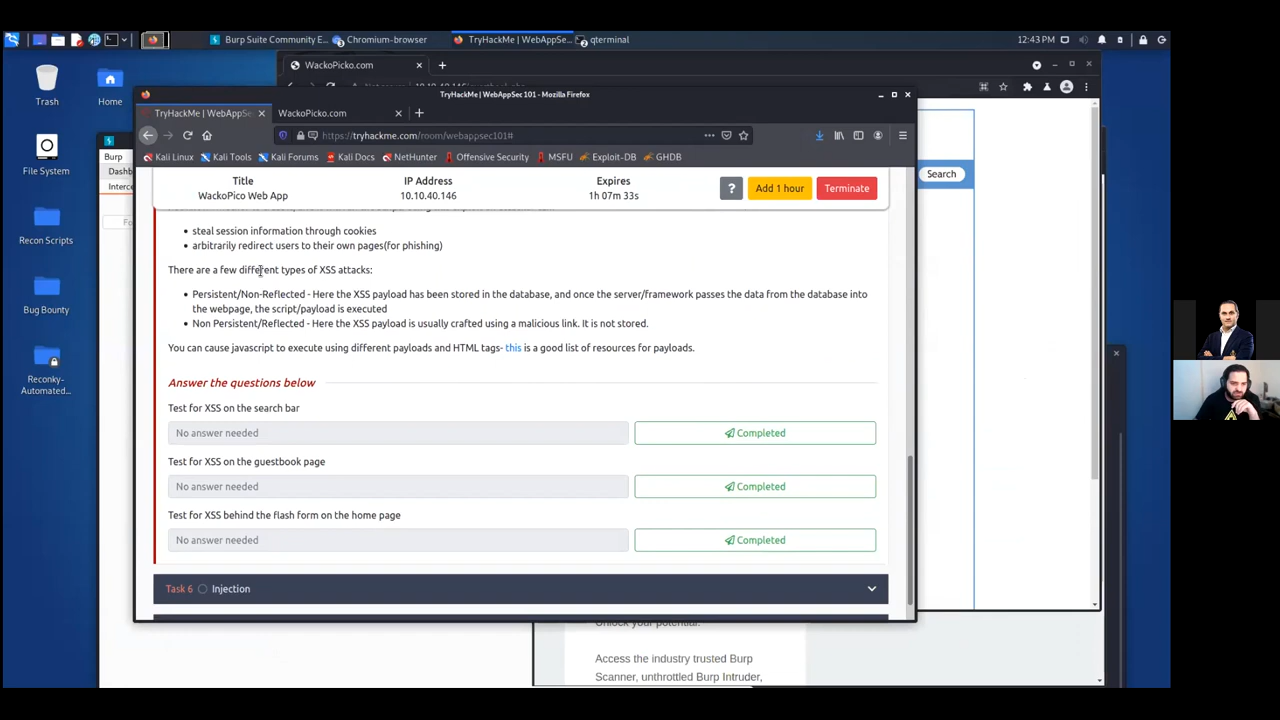 Burp Suite Community E...
Chromium-browser
TryHackMe | WebAppSe...
qterminal
12:43 PM
WackoPicko.com
Trash
Home
File System
Recon Scripts
Bug Bounty
Reconky-
Automated...
Burp
Dashb
Interce
TryHackMe | WebAppSec 101 - Mozilla Firefox
TryHackMe | WebAppSe
WackoPicko.com
https://tryhackme.com/room/webappsec101#
Kali Linux
Kali Tools
Kali Forums
Kali Docs
NetHunter
Offensive Security
MSFU
Exploit-DB
GHDB
Title
IP Address
Expires
WackoPico Web App
10.10.40.146
1h 07m 33s
?
Add 1 hour
Terminate
Search
steal session information through cookies
arbitrarily redirect users to their own pages(for phishing)
There are a few different types of XSS attacks:
Persistent/Non-Reflected - Here the XSS payload has been stored in the database, and once the server/framework passes the data from the database into
the webpage, the script/payload is executed
Non Persistent/Reflected - Here the XSS payload is usually crafted using a malicious link. It is not stored.
You can cause javascript to execute using different payloads and HTML tags- this is a good list of resources for payloads.
Answer the questions below
Test for XSS on the search bar
No answer needed
Completed
Test for XSS on the guestbook page
No answer needed
Completed
Test for XSS behind the flash form on the home page
No answer needed
Completed
Task 6
Injection
Unlock your potential.
Access the industry trusted Burp
Scanner, unthrottled Burp Intruder,